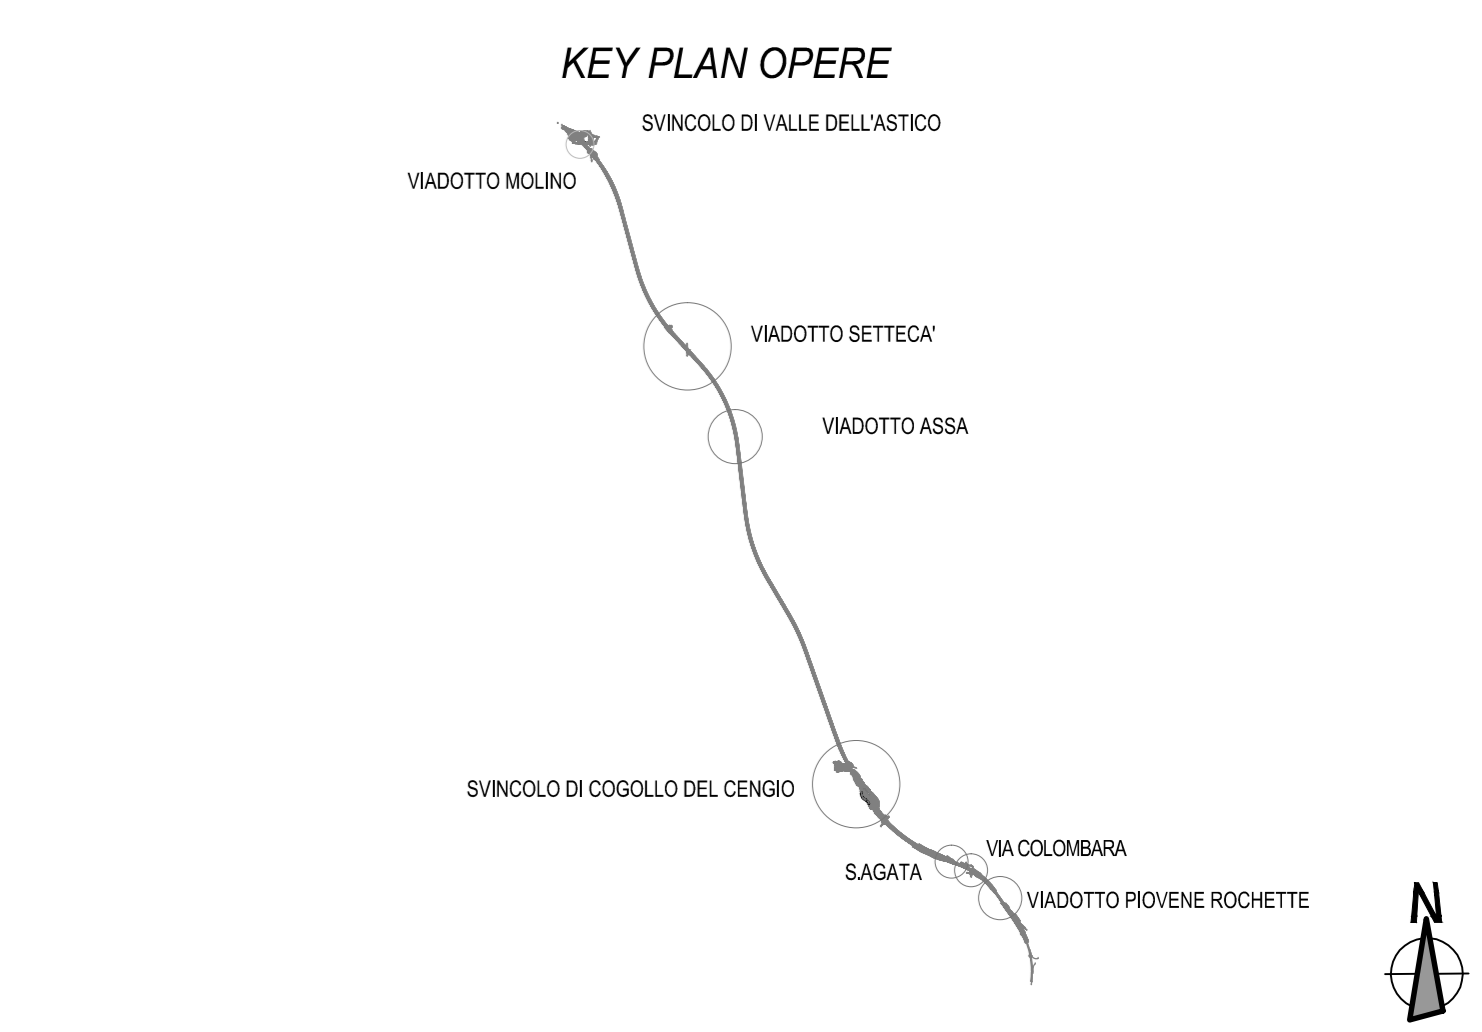 KEY PLAN OPERE
SVINCOLO DI VALLE DELL'ASTICO
VIADOTTO MOLINO
VIADOTTO SETTECA'
VIADOTTO ASSA
SVINCOLO DI COGOLLO DEL CENGIO
VIA COLOMBARA
S.AGATA
VIADOTTO PIOVENE ROCHETTE
N